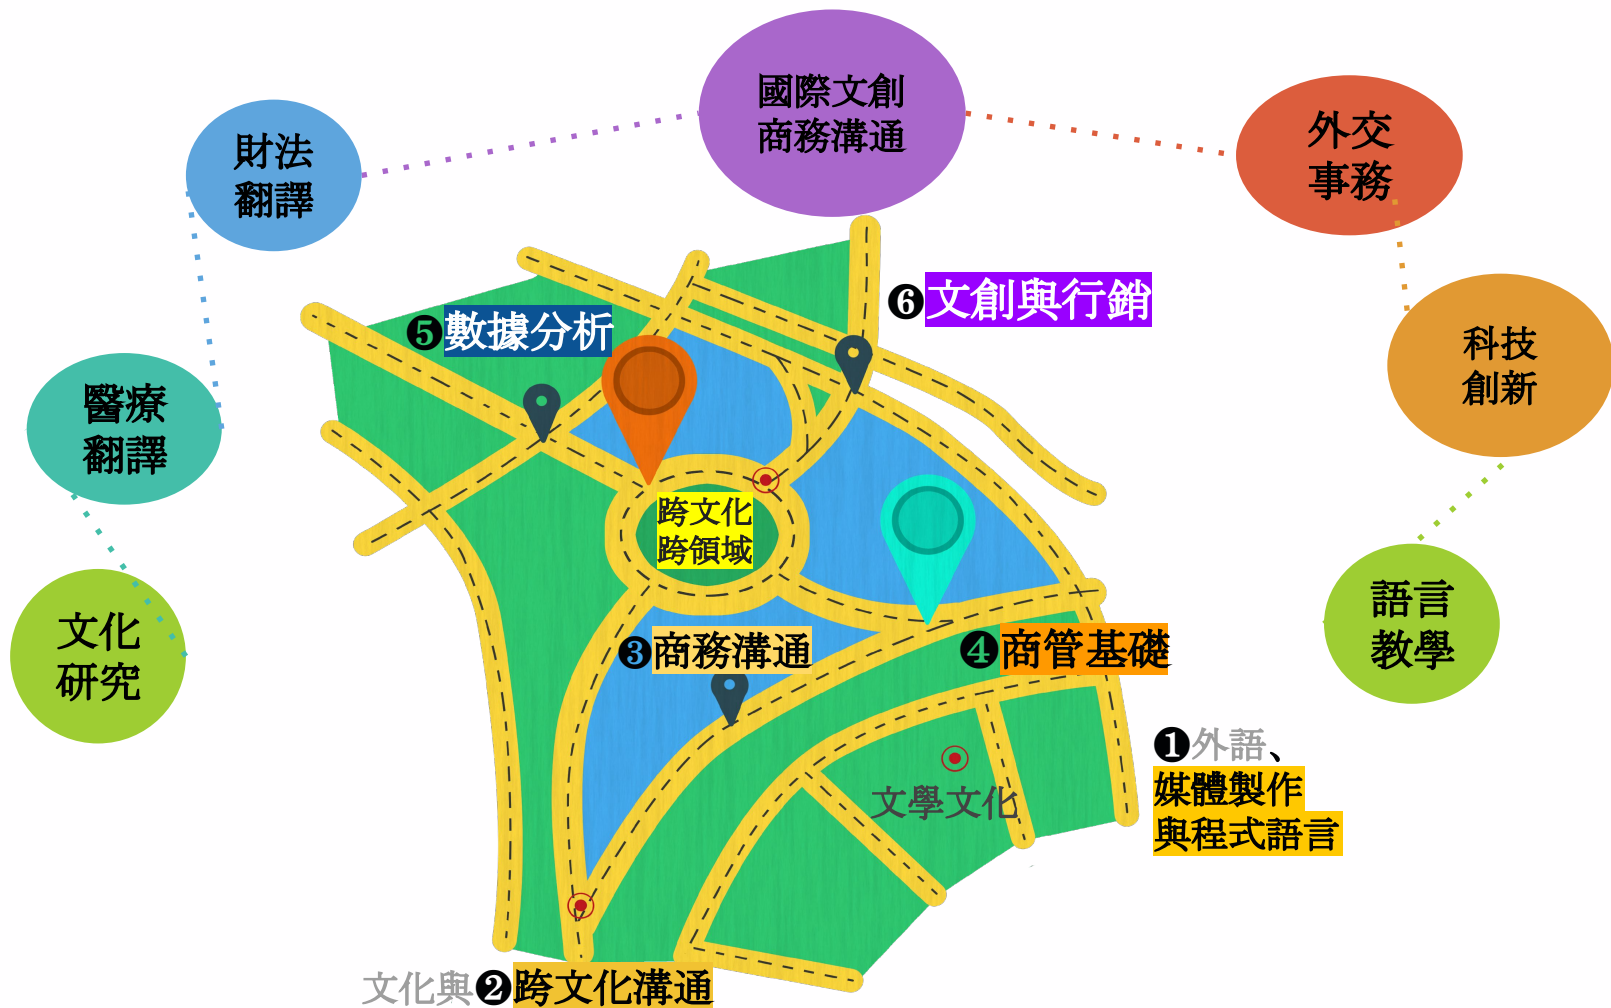 國際文創
商務溝通
財法
翻譯
外交
事務
醫療
翻譯
科技
創新
文化
研究
語言
教學
❻文創與行銷
❺數據分析
跨文化
跨領域
❸商務溝通
❹商管基礎
❶外語、
媒體製作
與程式語言
文學文化
文化與❷跨文化溝通